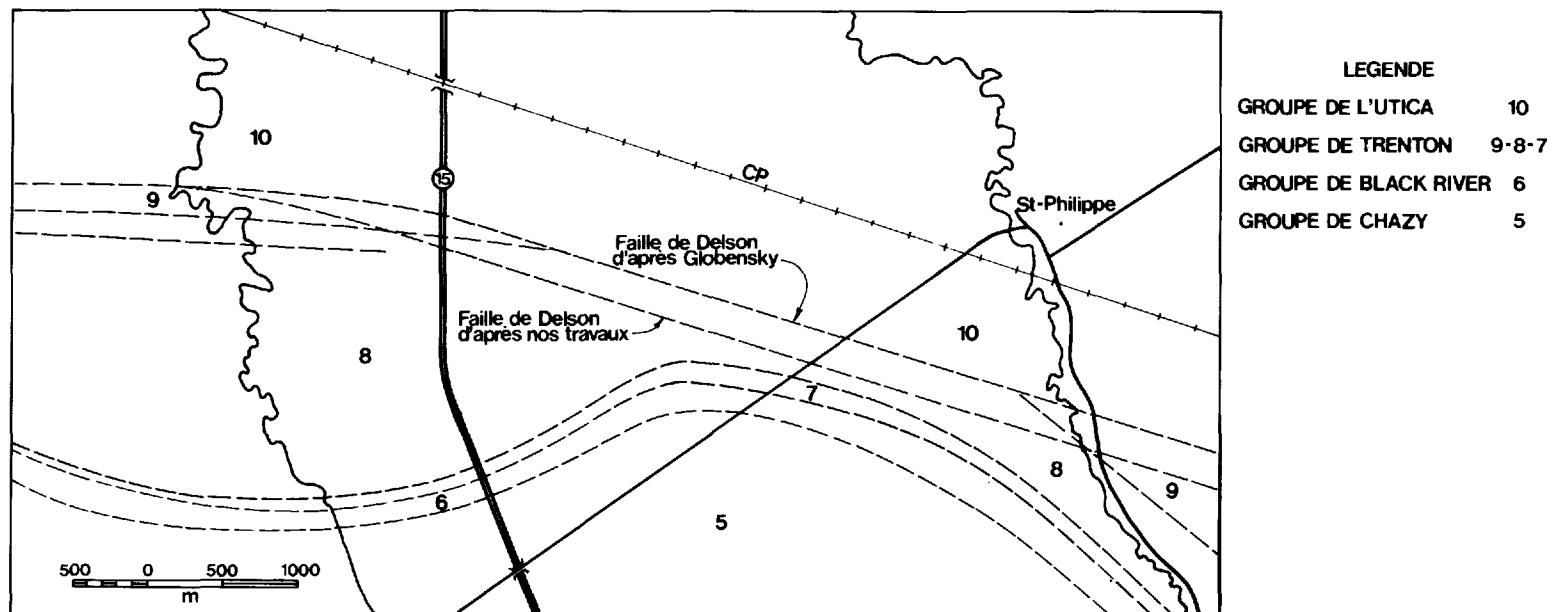 LEGENDE
GROUPE DE L'UTICA 10
GROUPE DE TRENTON 9-8-7
GROUPE DE BLACK RIVER 6
GROUPE DE CHAZY 5
10
15
CP
9
St-Philippe
Faille de Delson
d'après Globensky
Faille de Delson
d'après nos travaux
10
8
7
8
9
6
5
500 0 500 1000
m